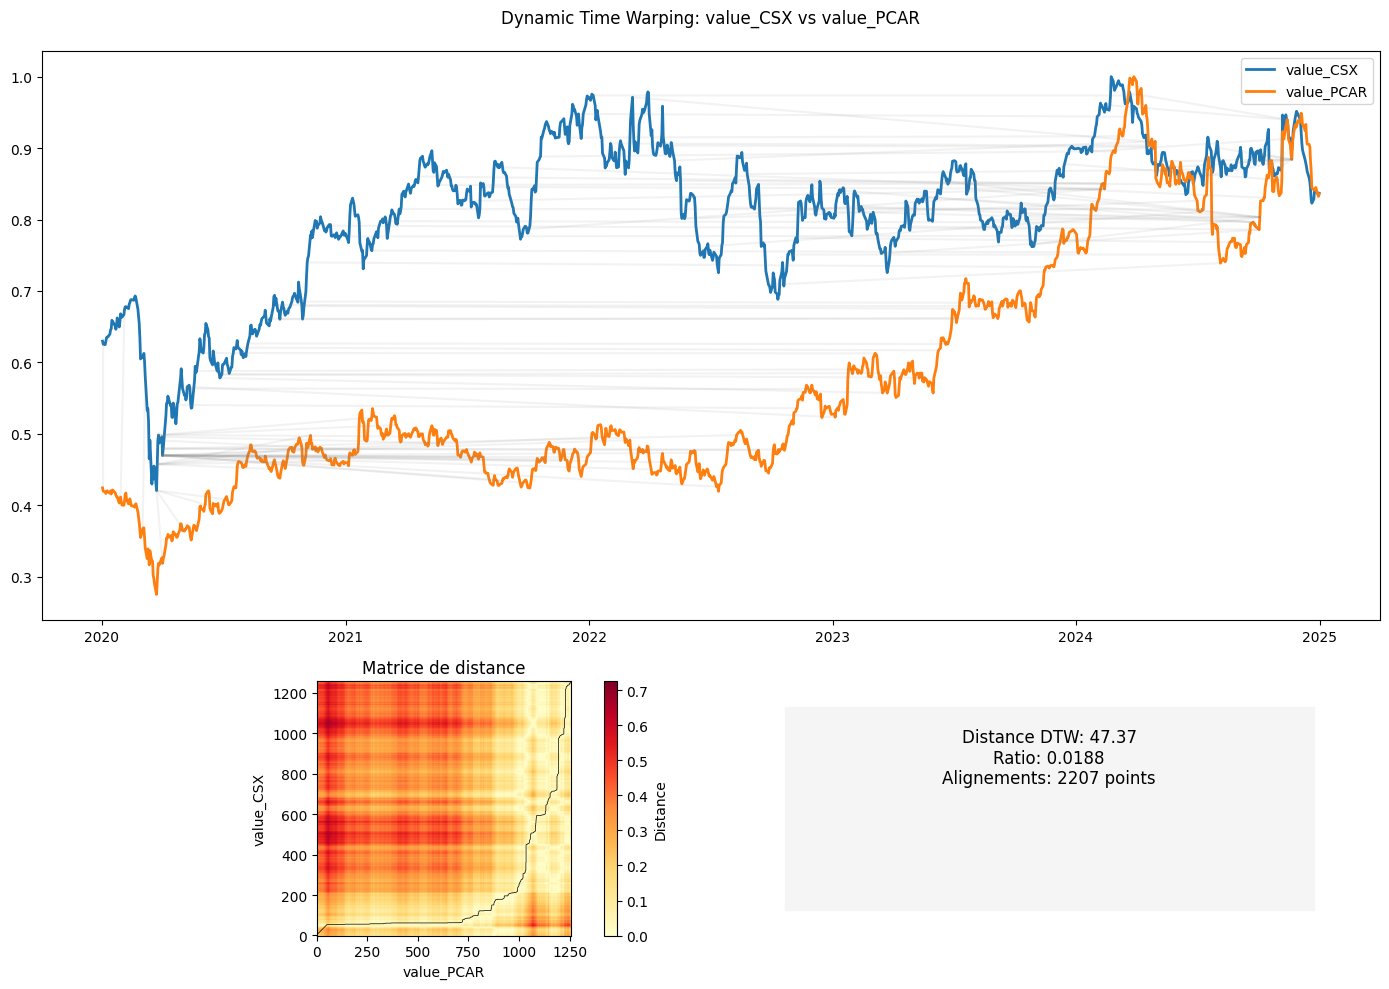 Dynamic Time Warping: value_CSX vs value_PCAR
value_CSX
value_PCAR
1.0
0.9
0.8
0.7
0.6
0.5
0.4
0.3
2020 2021 2022 2023 2024 2025
Matrice de distance
1200
1000
800
600
400
200
0
value_CSX
0 250 500 750 1000 1250
value_PCAR
0.7
0.6
0.5
0.4
0.3
0.2
0.1
0.0
Distance
Distance DTW: 47.37
Ratio: 0.0188
Alignements: 2207 points